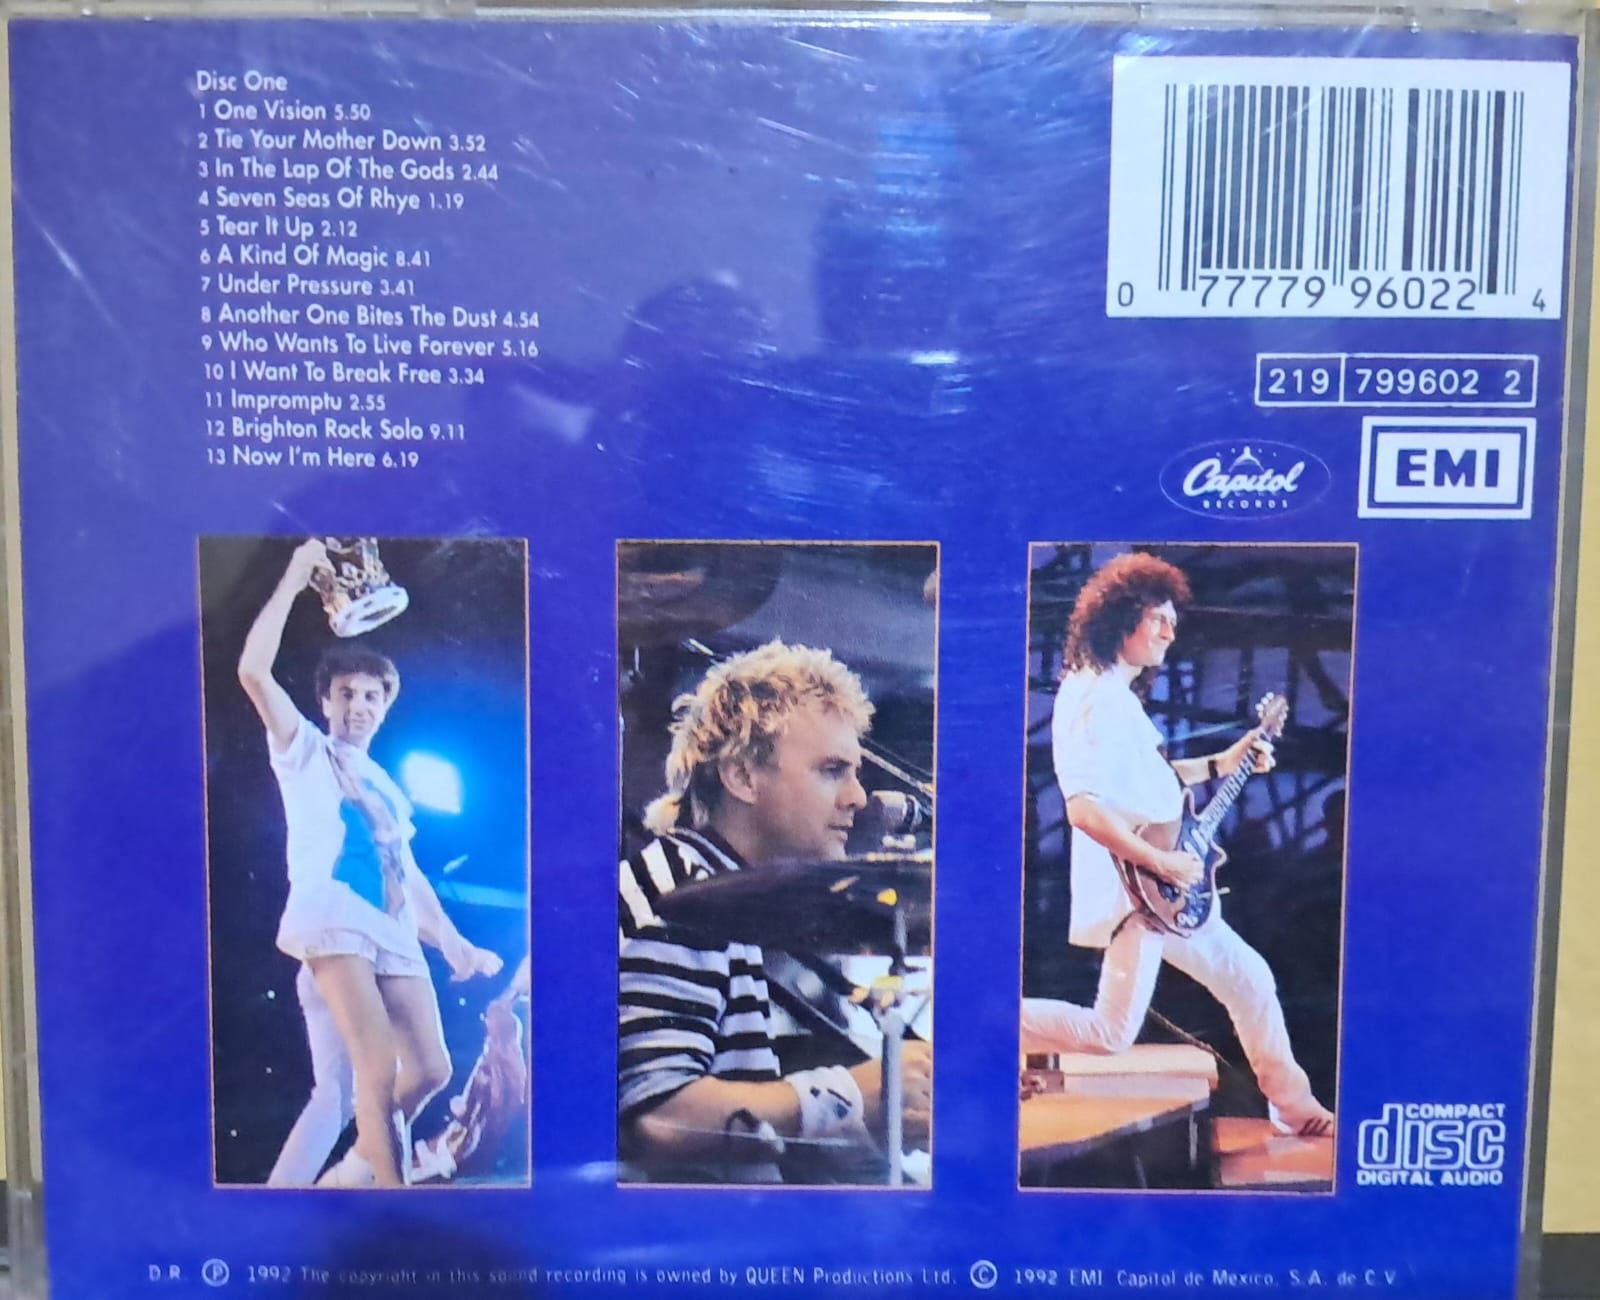 Disc One
1 One Vision 5.50
2 Tie Your Mother Down 3.52
3 In The Lap Of The Gods 2.44
4 Seven Seas Of Rhye 1.19
5 Tear It Up 2.12
6 A Kind Of Magic 8.41
7 Under Pressure 3.41
8 Another One Bites The Dust 4.54
9 Who Wants To Live Forever 5.16
10 I Want To Break Free 3.34
11 Impromptu 2.55
12 Brighton Rock Solo 9.11
13 Now I'm Here 6.19
0 77779 96022 4
219 799602 2
Capitol
RECORDS
EMI
COMPACT
disc
DIGITAL AUDIO
D.R. Ⓟ 1992 The copyright in this sound recording is owned by QUEEN Productions Ltd. © 1992 EMI Capitol de Mexico, S.A. de C.V.